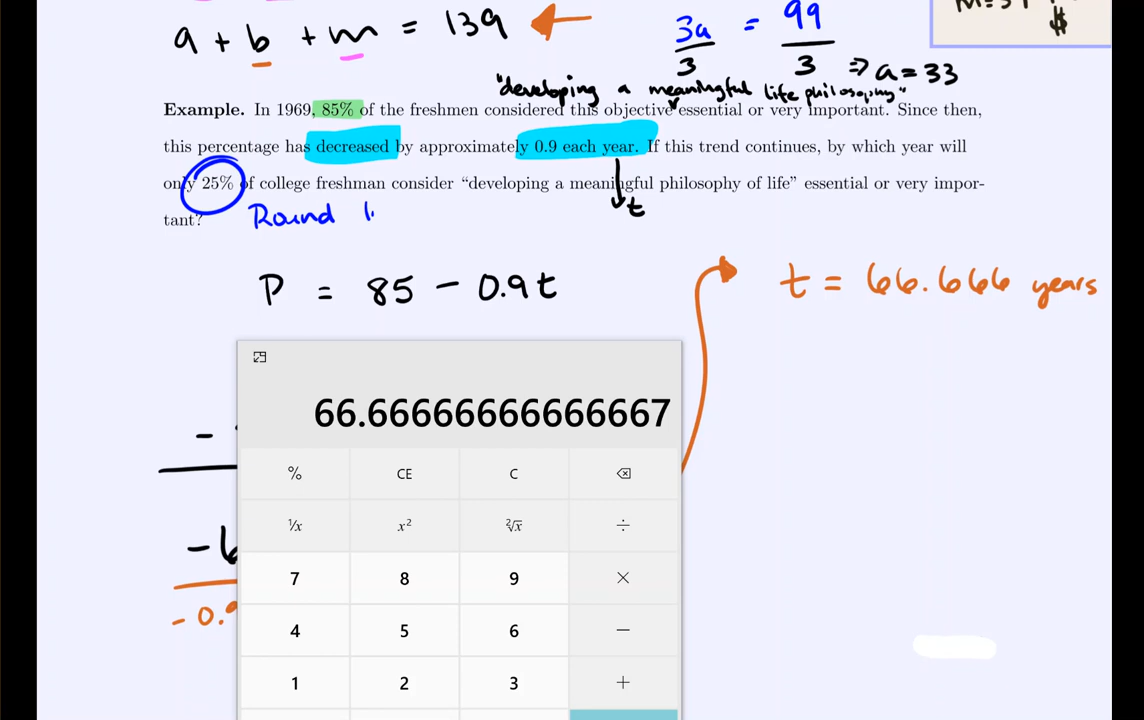 a + b + m = 139
3a/3 = 99/3 ⇒ a = 33
$
"developing a meaningful life philosophy"
Example. In 1969, 85% of the freshmen considered this objective essential or very important. Since then,
this percentage has decreased by approximately 0.9 each year. If this trend continues, by which year will
only 25% of college freshman consider “developing a meaningful philosophy of life” essential or very impor-
tant? Round
t
P = 85 - 0.9t
t = 66.666 years
66.66666666666667
-
% CE C
¹/x x² ²√x ÷
-6
7 8 9 ×
- 0.9
4 5 6 −
1 2 3 +